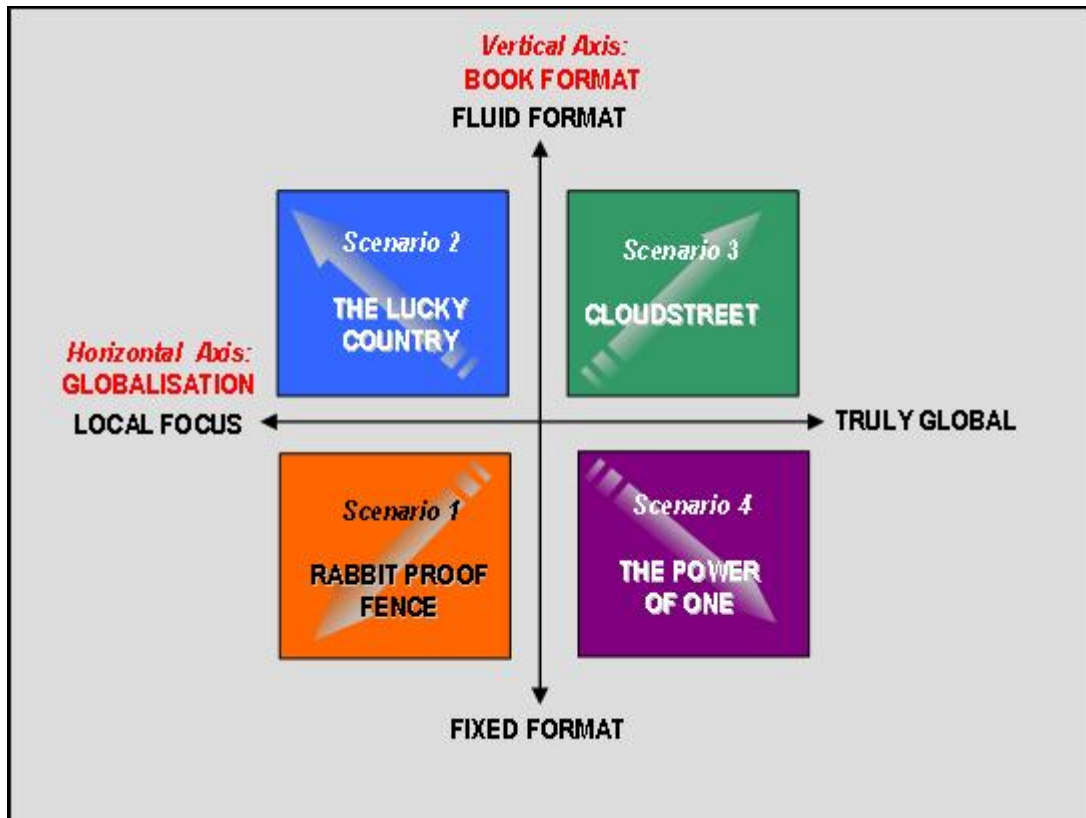 Vertical Axis:
BOOK FORMAT
FLUID FORMAT
Scenario 2
THE LUCKY
COUNTRY
Scenario 3
CLOUDSTREET
Horizontal Axis:
GLOBALISATION
LOCAL FOCUS
TRULY GLOBAL
Scenario 1
RABBIT PROOF
FENCE
Scenario 4
THE POWER
OF ONE
FIXED FORMAT